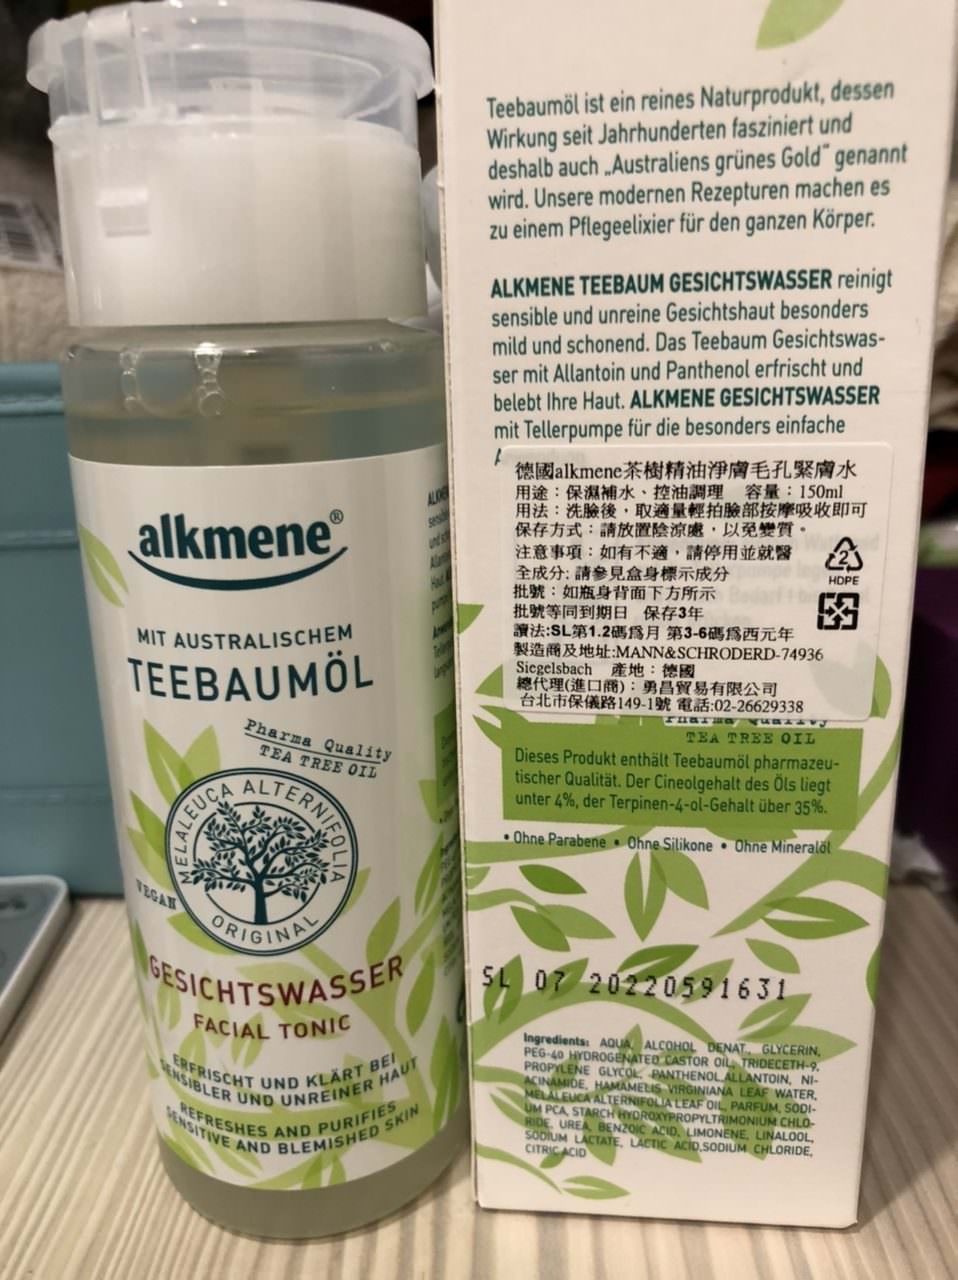 alkmene®
MIT AUSTRALISCHEM
TEEBAUMÖL
Pharma Quality
TEA TREE OIL
MELALEUCA ALTERNIFOLIA
ORIGINAL
VEGAN
GESICHTSWASSER
FACIAL TONIC
ERFRISCHT UND KLÄRT BEI
SENSIBLER UND UNREINER HAUT
REFRESHES AND PURIFIES
SENSITIVE AND BLEMISHED SKIN
Teebaumöl ist ein reines Naturprodukt, dessen
Wirkung seit Jahrhunderten fasziniert und
deshalb auch „Australiens grünes Gold“ genannt
wird. Unsere modernen Rezepturen machen es
zu einem Pflegeelixier für den ganzen Körper.
ALKMENE TEEBAUM GESICHTSWASSER reinigt
sensible und unreine Gesichtshaut besonders
mild und schonend. Das Teebaum Gesichtswas-
ser mit Allantoin und Panthenol erfrischt und
belebt Ihre Haut. ALKMENE GESICHTSWASSER
mit Tellerpumpe für die besonders einfache
德國alkmene茶樹精油淨膚毛孔緊膚水
用途：保濕補水、控油調理 容量：150ml
用法：洗臉後，取適量輕拍臉部按摩吸收即可
保存方式：請放置陰涼處，以免變質。
注意事項：如有不適，請停用並就醫
全成分: 請參見盒身標示成分
批號：如瓶身背面下方所示
批號等同到期日 保存3年
讀法:SL第1.2碼爲月 第3-6碼爲西元年
製造商及地址:MANN&SCHRODERD-74936
Siegelsbach 產地：德國
總代理(進口商)：勇昌貿易有限公司
台北市保儀路149-1號 電話:02-26629338
2
HDPE
Pharma Quality
TEA TREE OIL
Dieses Produkt enthält Teebaumöl pharmazeu-
tischer Qualität. Der Cineolgehalt des Öls liegt
unter 4%, der Terpinen-4-ol-Gehalt über 35%.
• Ohne Parabene • Ohne Silikone • Ohne Mineralöl
SL 07 20220591631
Ingredients: AQUA, ALCOHOL DENAT., GLYCERIN,
PEG-40 HYDROGENATED CASTOR OIL, TRIDECETH-9,
PROPYLENE GLYCOL, PANTHENOL,ALLANTOIN, NI-
ACINAMIDE, HAMAMELIS VIRGINIANA LEAF WATER,
MELALEUCA ALTERNIFOLIA LEAF OIL, PARFUM, SODI-
UM PCA, STARCH HYDROXYPROPYLTRIMONIUM CHLO-
RIDE, UREA, BENZOIC ACID, LIMONENE, LINALOOL,
SODIUM LACTATE, LACTIC ACID,SODIUM CHLORIDE,
CITRIC ACID